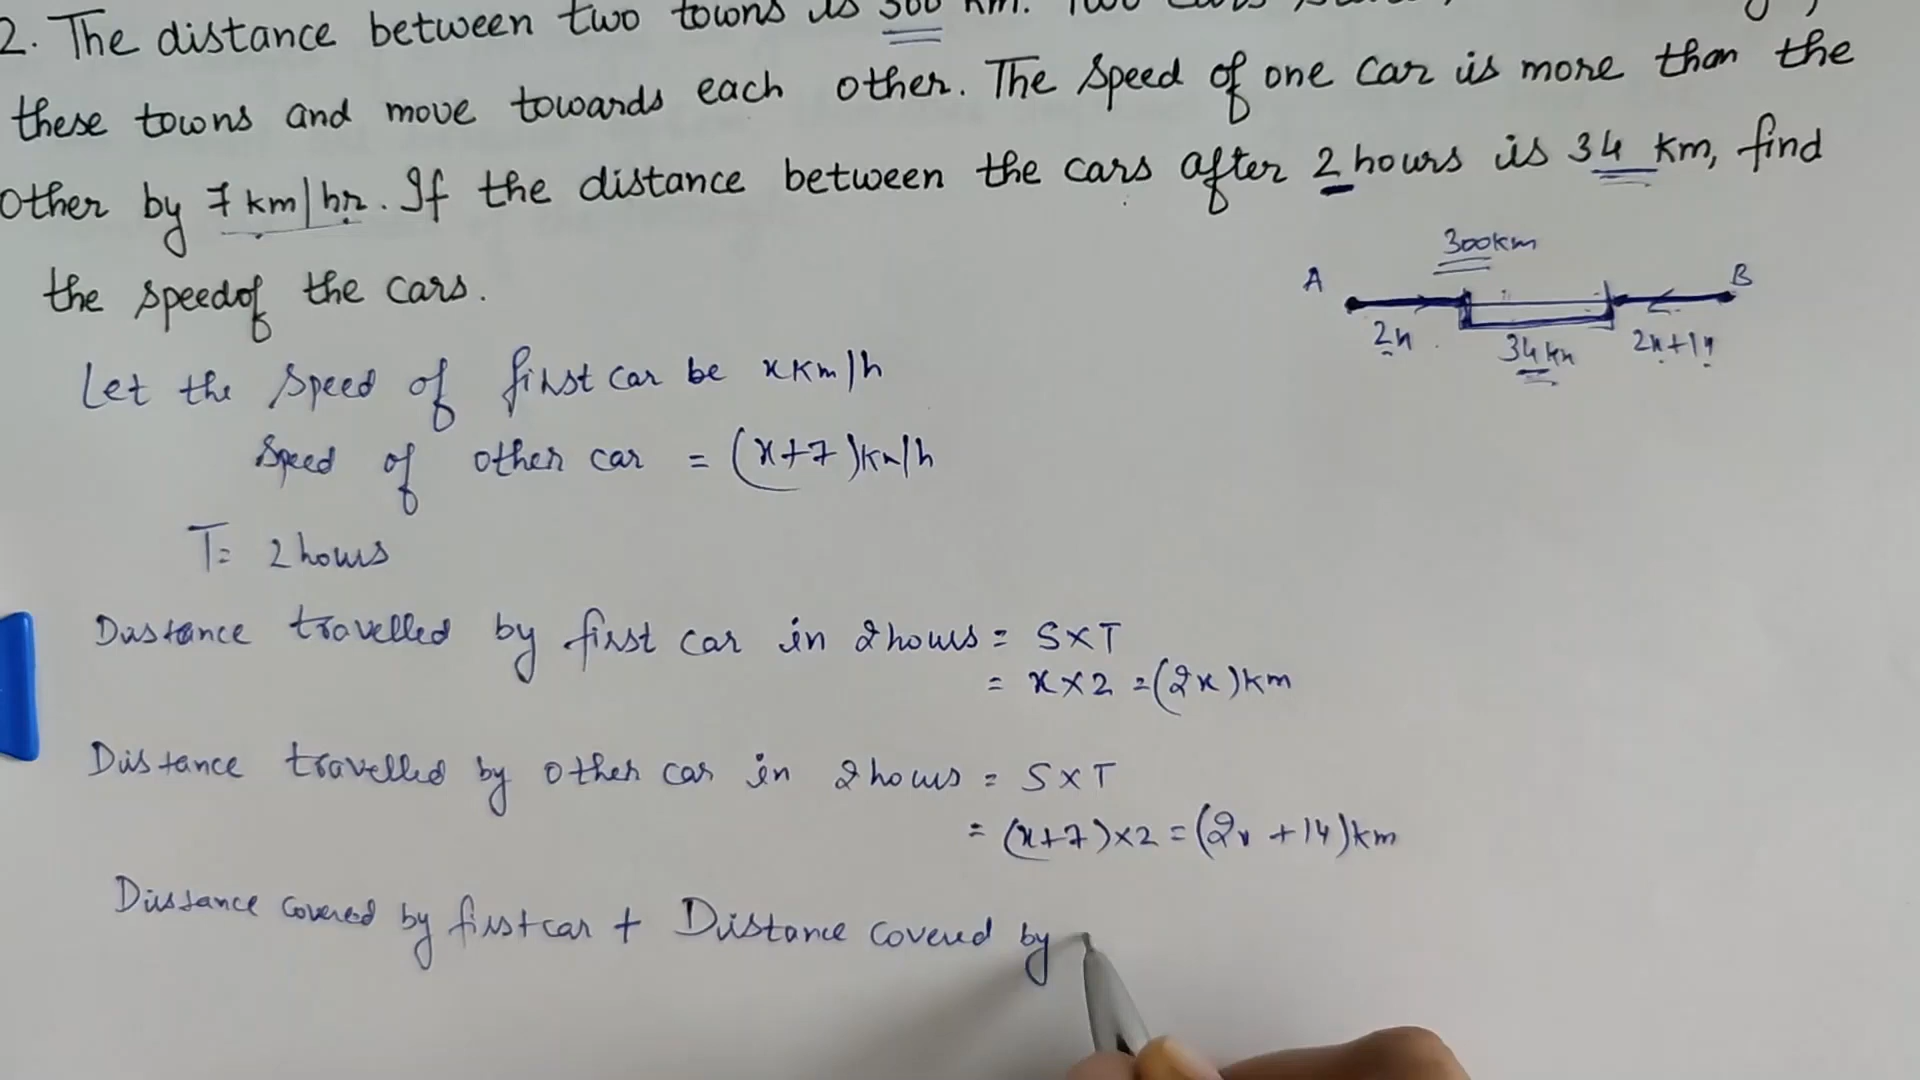 2. The distance between two towns is 300 km. Two cars
these towns and move towards each other. The speed of one car is more than the
other by 7 km/hr. If the distance between the cars after 2 hours is 34 km, find
the speedof the cars.
300km
A B
2x 34 km 2x+14
Let the speed of first car be x km/h
Speed of other car = (x+7)km/h
T= 2 hours
Distance travelled by first car in 2 hours = S×T
= x×2 =(2x)km
Distance travelled by other car in 2 hours = S×T
= (x+7)×2=(2x+14)km
Distance covered by first car + Distance covered by